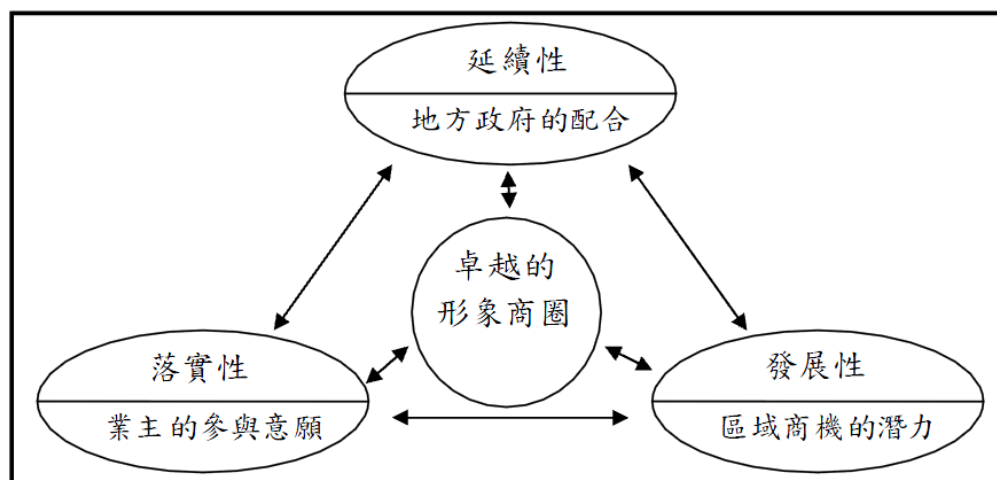 延續性
地方政府的配合
卓越的
形象商圈
落實性
業主的參與意願
發展性
區域商機的潛力